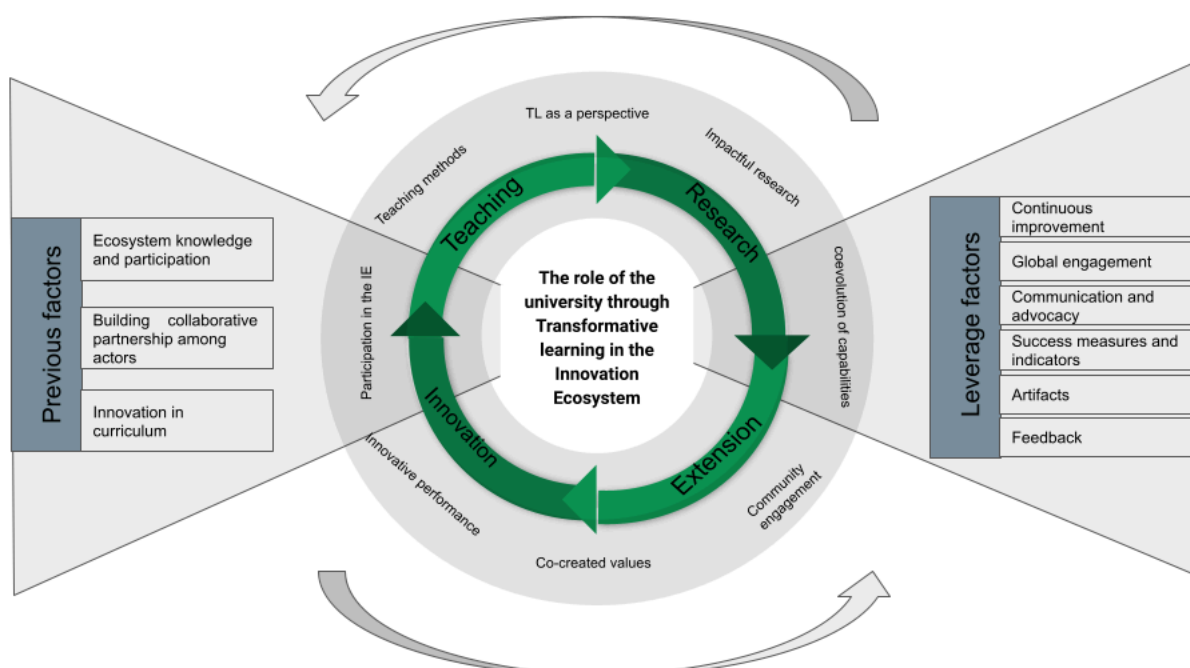 TL as a perspective
Teaching methods
Impactful research
Teaching
Research
Previous factors
Ecosystem knowledge
and participation
Building collaborative
partnership among
actors
Innovation in
curriculum
Participation in the IE
The role of the
university through
Transformative
learning in the
Innovation
Ecosystem
coevolution of capabilities
Leverage factors
Continuous
improvement
Global engagement
Communication and
advocacy
Success measures and
indicators
Artifacts
Feedback
Innovation
Extension
Innovative performance
Community
engagement
Co-created values